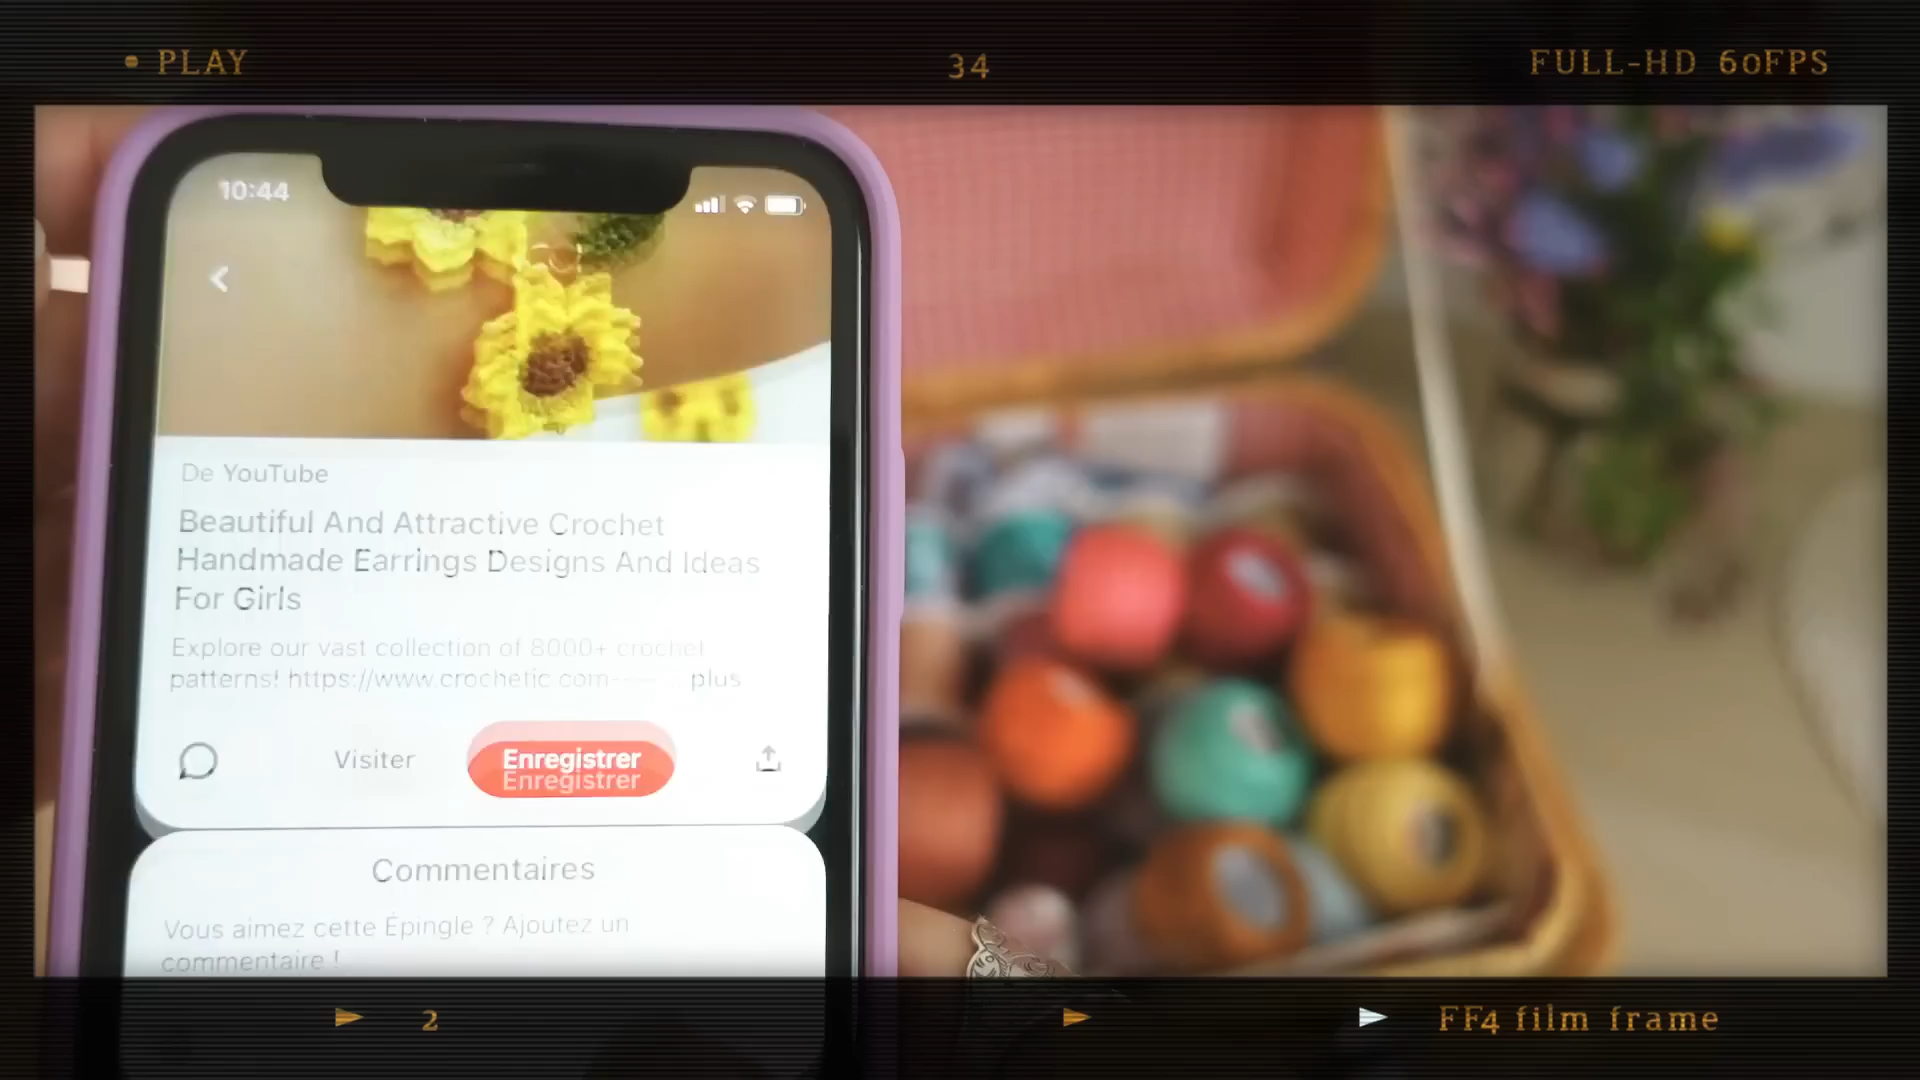 PLAY
34
FULL-HD 60FPS
10:44
De YouTube
Beautiful And Attractive Crochet
Handmade Earrings Designs And Ideas
For Girls
Explore our vast collection of 8000+ crochet
patterns! https://www.crochetic.com---- ... plus
Visiter
Enregistrer
Enregistrer
Commentaires
Vous aimez cette Épingle ? Ajoutez un
commentaire !
2
FF4 film frame